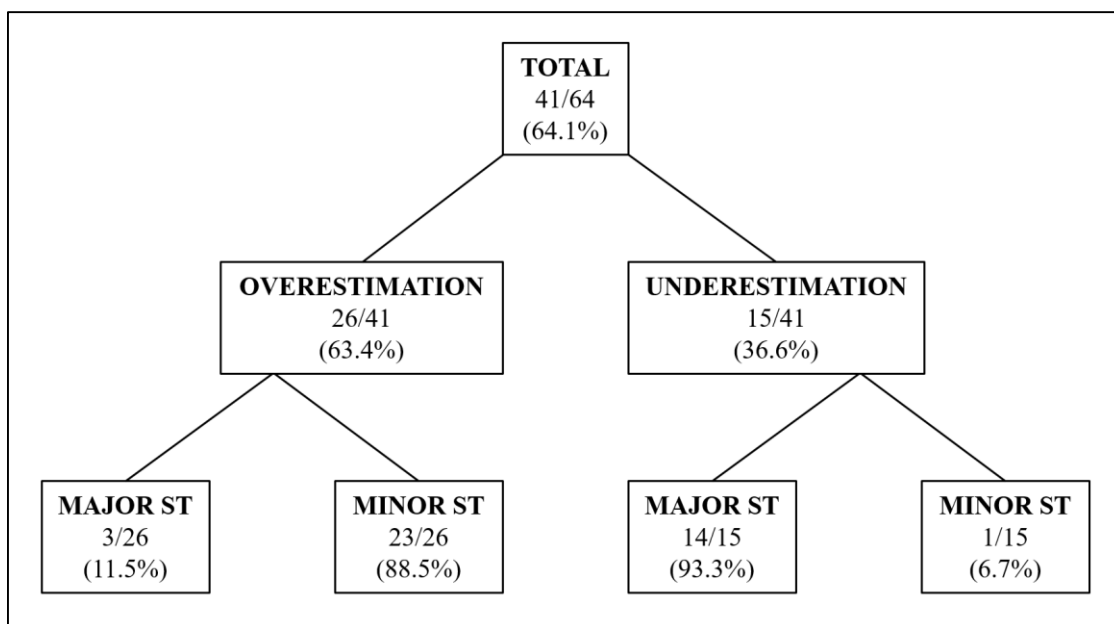 TOTAL
41/64
(64.1%)
OVERESTIMATION
26/41
(63.4%)
UNDERESTIMATION
15/41
(36.6%)
MAJOR ST
3/26
(11.5%)
MINOR ST
23/26
(88.5%)
MAJOR ST
14/15
(93.3%)
MINOR ST
1/15
(6.7%)